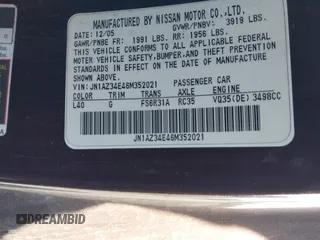 MANUFACTURED BY NISSAN MOTOR CO.,LTD.
12/05 GVWR/PNBV: 3919 LBS.
GAWR/PNBE FR: 1991 LBS. RR: 1956 LBS.
THIS VEHICLE CONFORMS TO ALL APPLICABLE
FEDERAL MOTOR VEHICLE SAFETY,
BUMPER, AND THEFT PREVENTION STANDARDS
IN EFFECT ON THE DATE OF
MANUFACTURE SHOWN ABOVE.
VIN:JN1AZ34E46M352021 PASSENGER CAR
COLOR TRIM TRANS AXLE ENGINE
L40 G FS6R31A RC35 VQ35(DE) 3498CC
JN1AZ34E46M352021
AUTOBIDMD